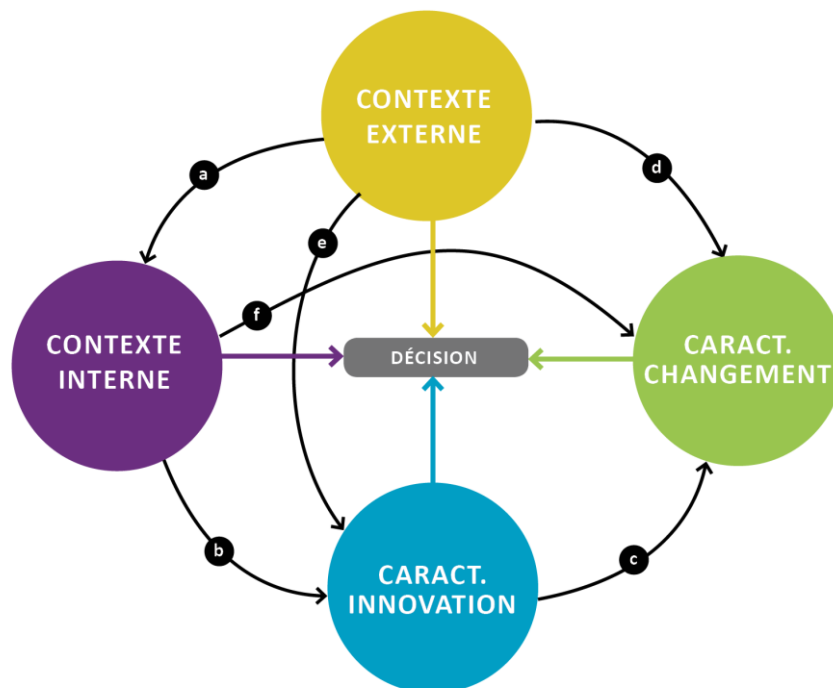 CONTEXTE
EXTERNE
a
d
e
f
CONTEXTE
INTERNE
DÉCISION
CARACT.
CHANGEMENT
b
c
CARACT.
INNOVATION